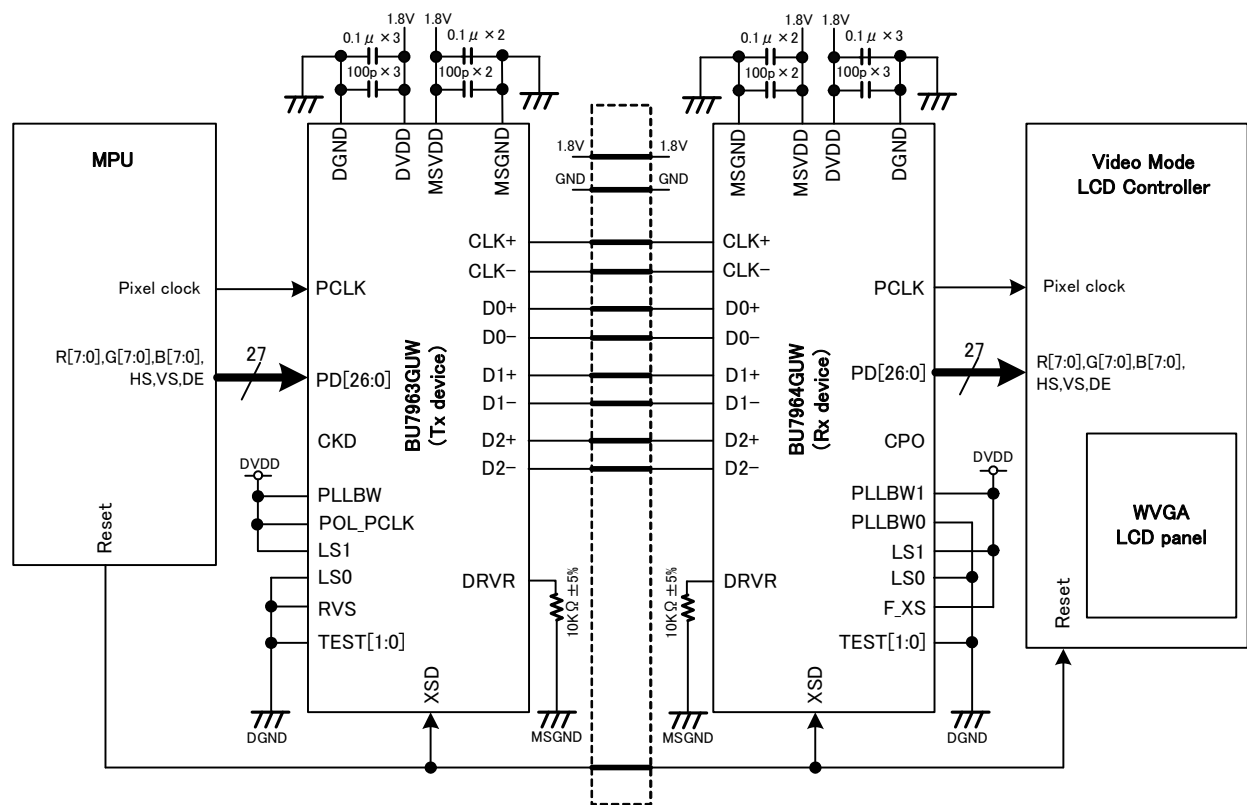 1.8V 1.8V
0.1μ×3 0.1μ×2
100p×3 100p×2
1.8V 1.8V
0.1μ×2 0.1μ×3
100p×2 100p×3
MPU
Pixel clock
R[7:0],G[7:0],B[7:0],
HS,VS,DE
27
Reset
DGND
DVDD
MSVDD
MSGND
BU7963GUW
(Tx device)
PCLK
PD[26:0]
CKD
DVDD
PLLBW
POL_PCLK
LS1
LS0
RVS
TEST[1:0]
DGND
XSD
CLK+
CLK-
D0+
D0-
D1+
D1-
D2+
D2-
DRVR
10KΩ±5%
MSGND
1.8V 1.8V
GND GND
MSGND
MSVDD
DVDD
DGND
BU7964GUW
(Rx device)
CLK+
CLK-
D0+
D0-
D1+
D1-
D2+
D2-
DRVR
10KΩ±5%
MSGND
XSD
PCLK
PD[26:0]
CPO
DVDD
PLLBW1
PLLBW0
LS1
LS0
F_XS
TEST[1:0]
DGND
27
Video Mode
LCD Controller
Pixel clock
R[7:0],G[7:0],B[7:0],
HS,VS,DE
WVGA
LCD panel
Reset